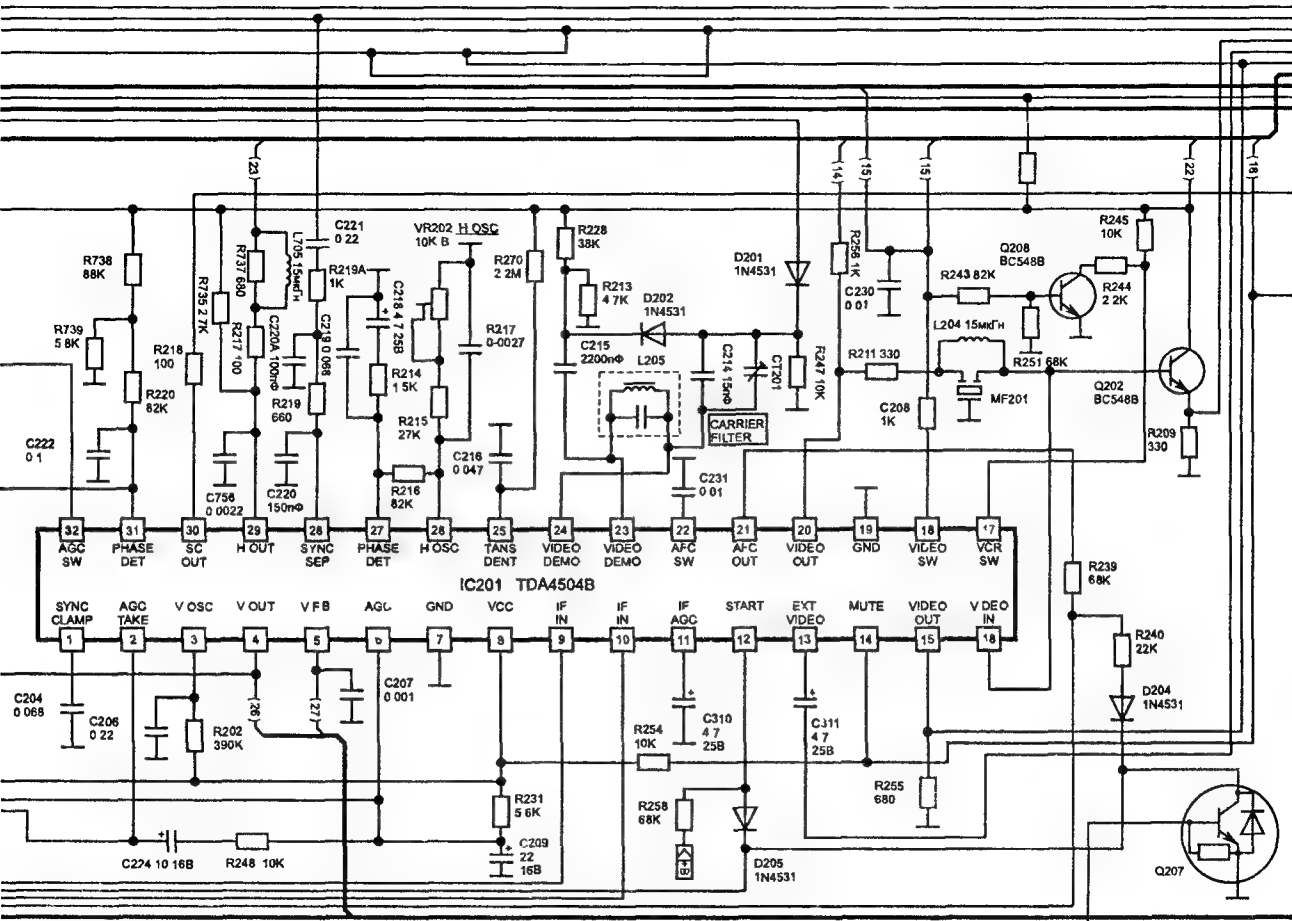 (23)
(14)
(15)
(15)
(22)
(18)
R738
88K
R739
5 8K
R735 2 7K
R737
680
L705 15мкГн
C221
0 22
R219A
1K
VR202 H OSC
10K B
C218 4 7 25B
R217
0-0027
R270
2 2M
R228
38K
R213
4 7K
D202
1N4531
D201
1N4531
R256 1K
C230
0 01
R243 82K
Q208
BC548B
R245
10K
R244
2 2K
L204 15мкГн
R251 68K
Q202
BC548B
R209
330
R218
100
R217 100
C220A 100пФ
C219 0 068
R219
660
R214
1 5K
R215
27K
R216
82K
C216
0 047
C215
2200пФ
L205
C214 15пФ
CT201
R247 10K
R211 330
MF201
C208
1K
CARRIER
FILTER
C231
0 01
R220
82K
C222
0 1
C756
0 0022
C220
150пФ
32 31 30 29 28 27 26 25 24 23 22 21 20 19 18 17
AGC
SW
PHASE
DET
SC
OUT
H OUT
SYNC
SEP
PHASE
DET
H OSC
TANS
DENT
VIDEO
DEMO
VIDEO
DEMO
AFC
SW
AFC
OUT
VIDEO
OUT
GND
VIDEO
SW
VCR
SW
IC201 TDA4504B
SYNC
CLAMP
AGC
TAKE
V OSC
V OUT
V F B
AGC
GND
VCC
IF
IN
IF
IN
IF
AGC
START
EXT
VIDEO
MUTE
VIDEO
OUT
V DEO
IN
1 2 3 4 5 6 7 8 9 10 11 12 13 14 15 16
R239
68K
R240
22K
D204
1N4531
C204
0 068
C206
0 22
R202
390K
(26)
(27)
C207
0 001
C310
4 7
25B
C311
4 7
25B
R254
10K
R255
680
R231
5 6K
C209
22
16B
R258
68K
D205
1N4531
C224 10 16B
R248 10K
Q207